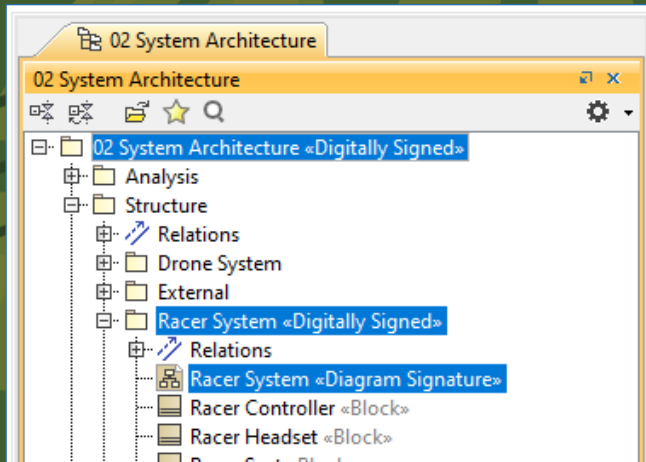 02 System Architecture
02 System Architecture
02 System Architecture «Digitally Signed»
Analysis
Structure
Relations
Drone System
External
Racer System «Digitally Signed»
Relations
Racer System «Diagram Signature»
Racer Controller «Block»
Racer Headset «Block»